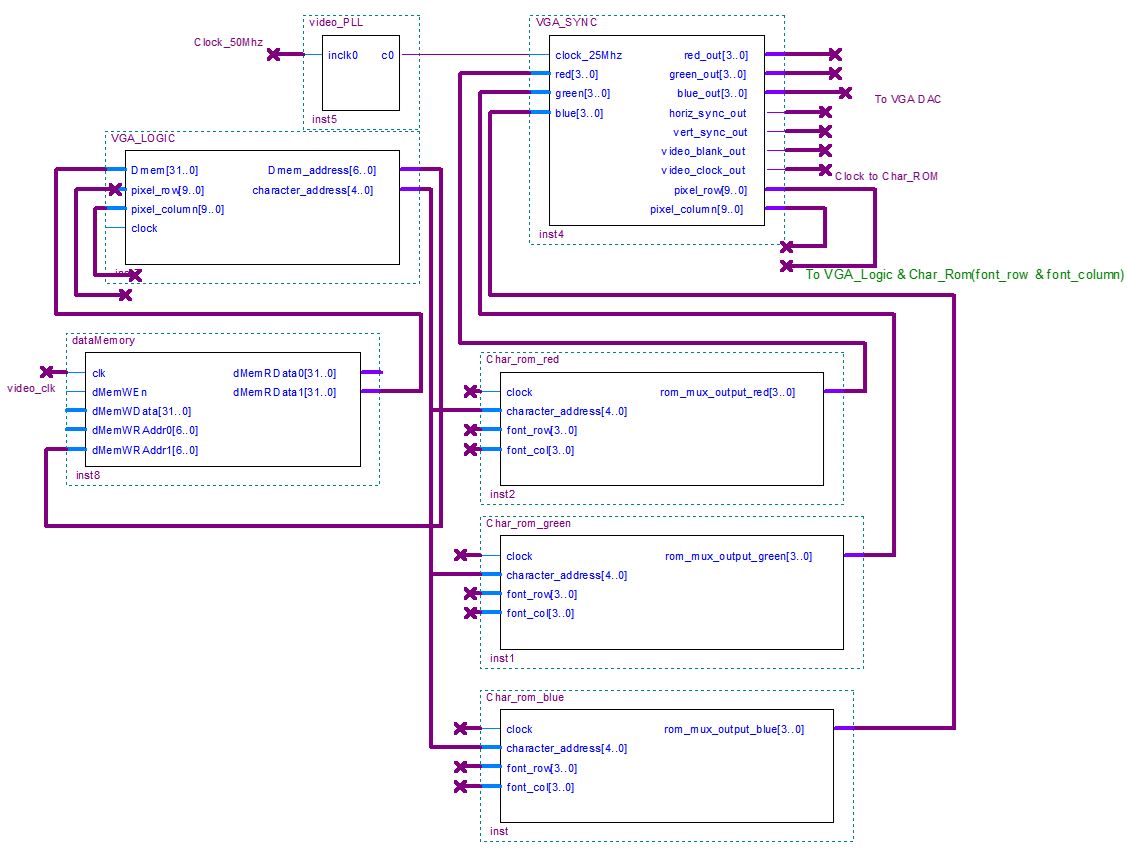 video_PLL
Clock_50Mhz
inclk0 c0
inst5
VGA_SYNC
clock_25Mhz red_out[3..0]
red[3..0] green_out[3..0]
green[3..0] blue_out[3..0]
blue[3..0] horiz_sync_out
vert_sync_out
video_blank_out
video_clock_out
pixel_row[9..0]
pixel_column[9..0]
inst4
To VGA DAC
Clock to Char_ROM
To VGA_Logic & Char_Rom(font_row & font_column)
VGA_LOGIC
Dmem[31..0] Dmem_address[6..0]
pixel_row[9..0] character_address[4..0]
pixel_column[9..0]
clock
dataMemory
video_clk
clk dMemRData0[31..0]
dMemWEn dMemRData1[31..0]
dMemWData[31..0]
dMemWRAddr0[6..0]
dMemWRAddr1[6..0]
inst8
Char_rom_red
clock rom_mux_output_red[3..0]
character_address[4..0]
font_row[3..0]
font_col[3..0]
inst2
Char_rom_green
clock rom_mux_output_green[3..0]
character_address[4..0]
font_row[3..0]
font_col[3..0]
inst1
Char_rom_blue
clock rom_mux_output_blue[3..0]
character_address[4..0]
font_row[3..0]
font_col[3..0]
inst